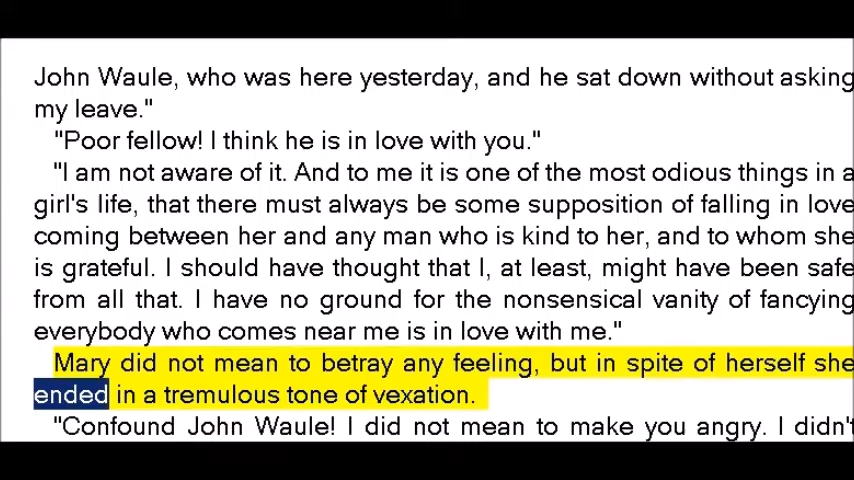 John Waule, who was here yesterday, and he sat down without asking
my leave."
"Poor fellow! I think he is in love with you."
"I am not aware of it. And to me it is one of the most odious things in a
girl's life, that there must always be some supposition of falling in love
coming between her and any man who is kind to her, and to whom she
is grateful. I should have thought that I, at least, might have been safe
from all that. I have no ground for the nonsensical vanity of fancying
everybody who comes near me is in love with me."
Mary did not mean to betray any feeling, but in spite of herself she
ended in a tremulous tone of vexation.
"Confound John Waule! I did not mean to make you angry. I didn't